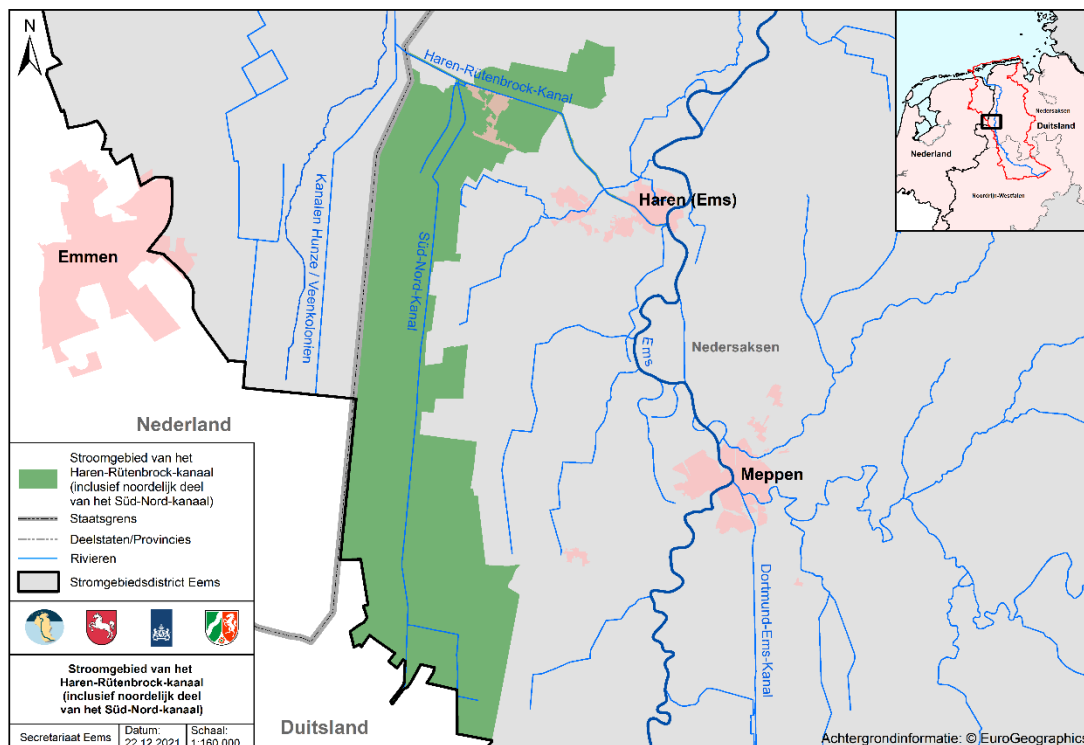 N
Haren-Rütenbrock-Kanal
Kanalen Hunze / Veenkolonien
Süd-Nord-Kanal
Emmen
Haren (Ems)
Ems
Nedersaksen
Meppen
Dortmund-Ems-Kanal
Nederland
Duitsland
Nederland
Duitsland
Nedersaksen
Noordrijn-Westfalen
Stroomgebied van het
Haren-Rütenbrock-kanaal
(inclusief noordelijk deel
van het Süd-Nord-kanaal)
Staatsgrens
Deelstaten/Provincies
Rivieren
Stromgebiedsdistrict Eems
Stroomgebied van het
Haren-Rütenbrock-kanaal
(inclusief noordelijk deel
van het Süd-Nord-kanaal)
Secretariaat Eems
Datum:
22.12.2021
Schaal:
1:160.000
Achtergrondinformatie: © EuroGeographics